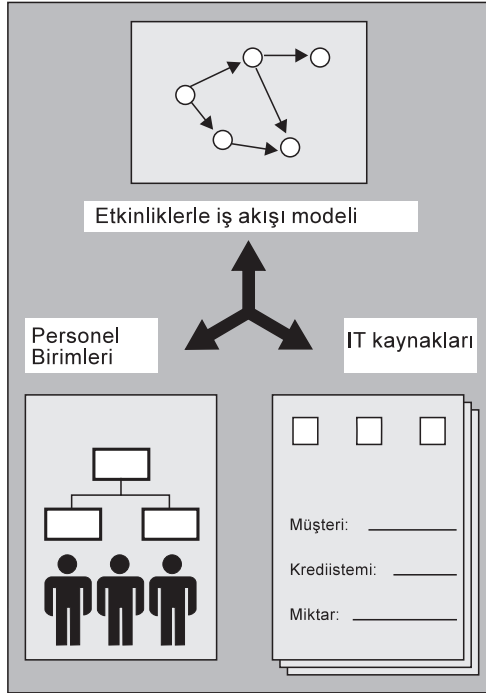 Etkinliklerle iş akışı modeli
Personel
Birimleri
IT kaynakları
Müşteri:
Krediistemi:
Miktar: